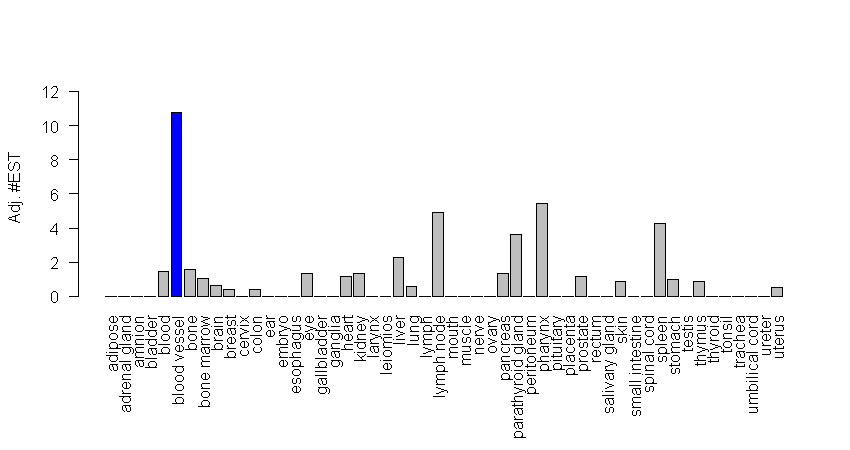 Adj. #EST
12
10
8
6
4
2
0
adipose
adrenal gland
amnion
bladder
blood
blood vessel
bone
bone marrow
brain
breast
cervix
colon
ear
embryo
esophagus
eye
gallbladder
ganglia
heart
kidney
larynx
leiomios
liver
lung
lymph
lymph node
mouth
muscle
nerve
ovary
pancreas
parathyroid gland
peritoneum
pharynx
pituitary
placenta
prostate
rectum
salivary gland
skin
small intestine
spinal cord
spleen
stomach
testis
thymus
thyroid
tonsil
trachea
umbilical cord
ureter
uterus